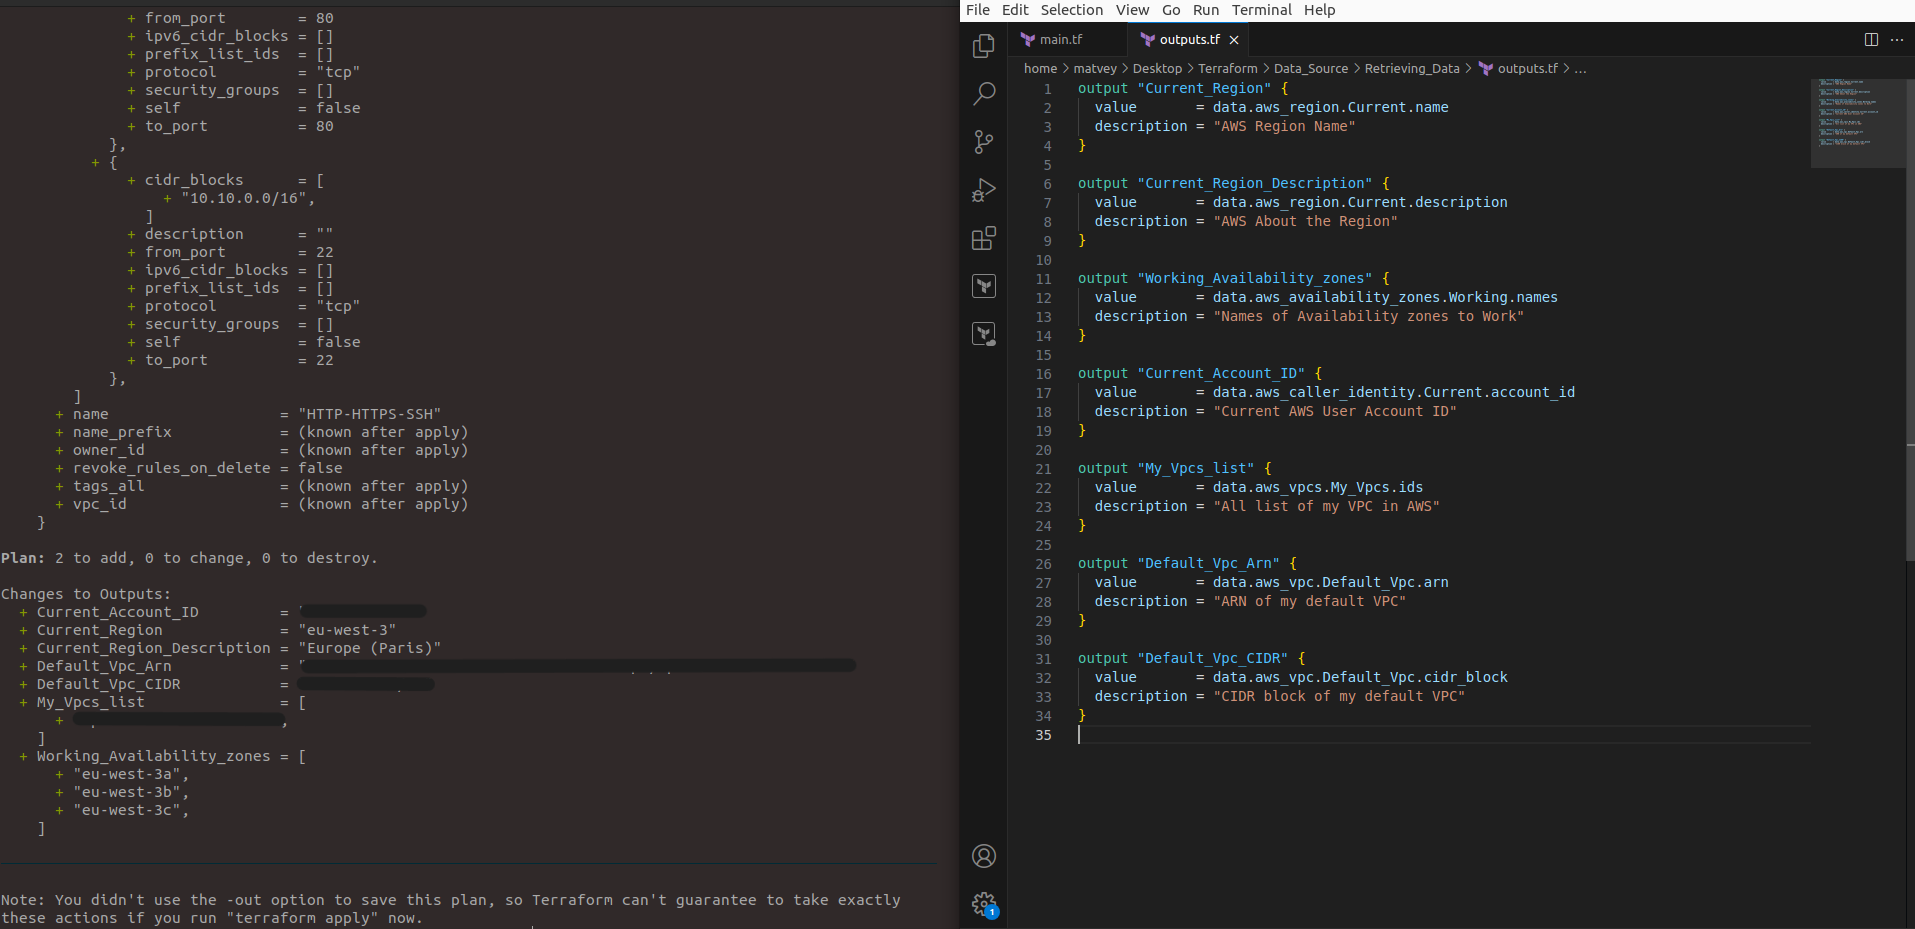 + from_port        = 80
+ ipv6_cidr_blocks = []
+ prefix_list_ids  = []
+ protocol         = "tcp"
+ security_groups  = []
+ self             = false
+ to_port          = 80
},
+ {
+ cidr_blocks      = [
+ "10.10.0.0/16",
]
+ description      = ""
+ from_port        = 22
+ ipv6_cidr_blocks = []
+ prefix_list_ids  = []
+ protocol         = "tcp"
+ security_groups  = []
+ self             = false
+ to_port          = 22
},
]
+ name                   = "HTTP-HTTPS-SSH"
+ name_prefix            = (known after apply)
+ owner_id               = (known after apply)
+ revoke_rules_on_delete = false
+ tags_all               = (known after apply)
+ vpc_id                 = (known after apply)
}
Plan: 2 to add, 0 to change, 0 to destroy.
Changes to Outputs:
+ Current_Account_ID         =
+ Current_Region             = "eu-west-3"
+ Current_Region_Description = "Europe (Paris)"
+ Default_Vpc_Arn            =
+ Default_Vpc_CIDR           =
+ My_Vpcs_list               = [
+ ,
]
+ Working_Availability_zones = [
+ "eu-west-3a",
+ "eu-west-3b",
+ "eu-west-3c",
]
Note: You didn't use the -out option to save this plan, so Terraform can't guarantee to take exactly
these actions if you run "terraform apply" now.
File Edit Selection View Go Run Terminal Help
main.tf outputs.tf ×
home > matvey > Desktop > Terraform > Data_Source > Retrieving_Data > outputs.tf > ...
1 output "Current_Region" {
2 value       = data.aws_region.Current.name
3 description = "AWS Region Name"
4 }
5
6 output "Current_Region_Description" {
7 value       = data.aws_region.Current.description
8 description = "AWS About the Region"
9 }
10
11 output "Working_Availability_zones" {
12 value       = data.aws_availability_zones.Working.names
13 description = "Names of Availability zones to Work"
14 }
15
16 output "Current_Account_ID" {
17 value       = data.aws_caller_identity.Current.account_id
18 description = "Current AWS User Account ID"
19 }
20
21 output "My_Vpcs_list" {
22 value       = data.aws_vpcs.My_Vpcs.ids
23 description = "All list of my VPC in AWS"
24 }
25
26 output "Default_Vpc_Arn" {
27 value       = data.aws_vpc.Default_Vpc.arn
28 description = "ARN of my default VPC"
29 }
30
31 output "Default_Vpc_CIDR" {
32 value       = data.aws_vpc.Default_Vpc.cidr_block
33 description = "CIDR block of my default VPC"
34 }
35
1